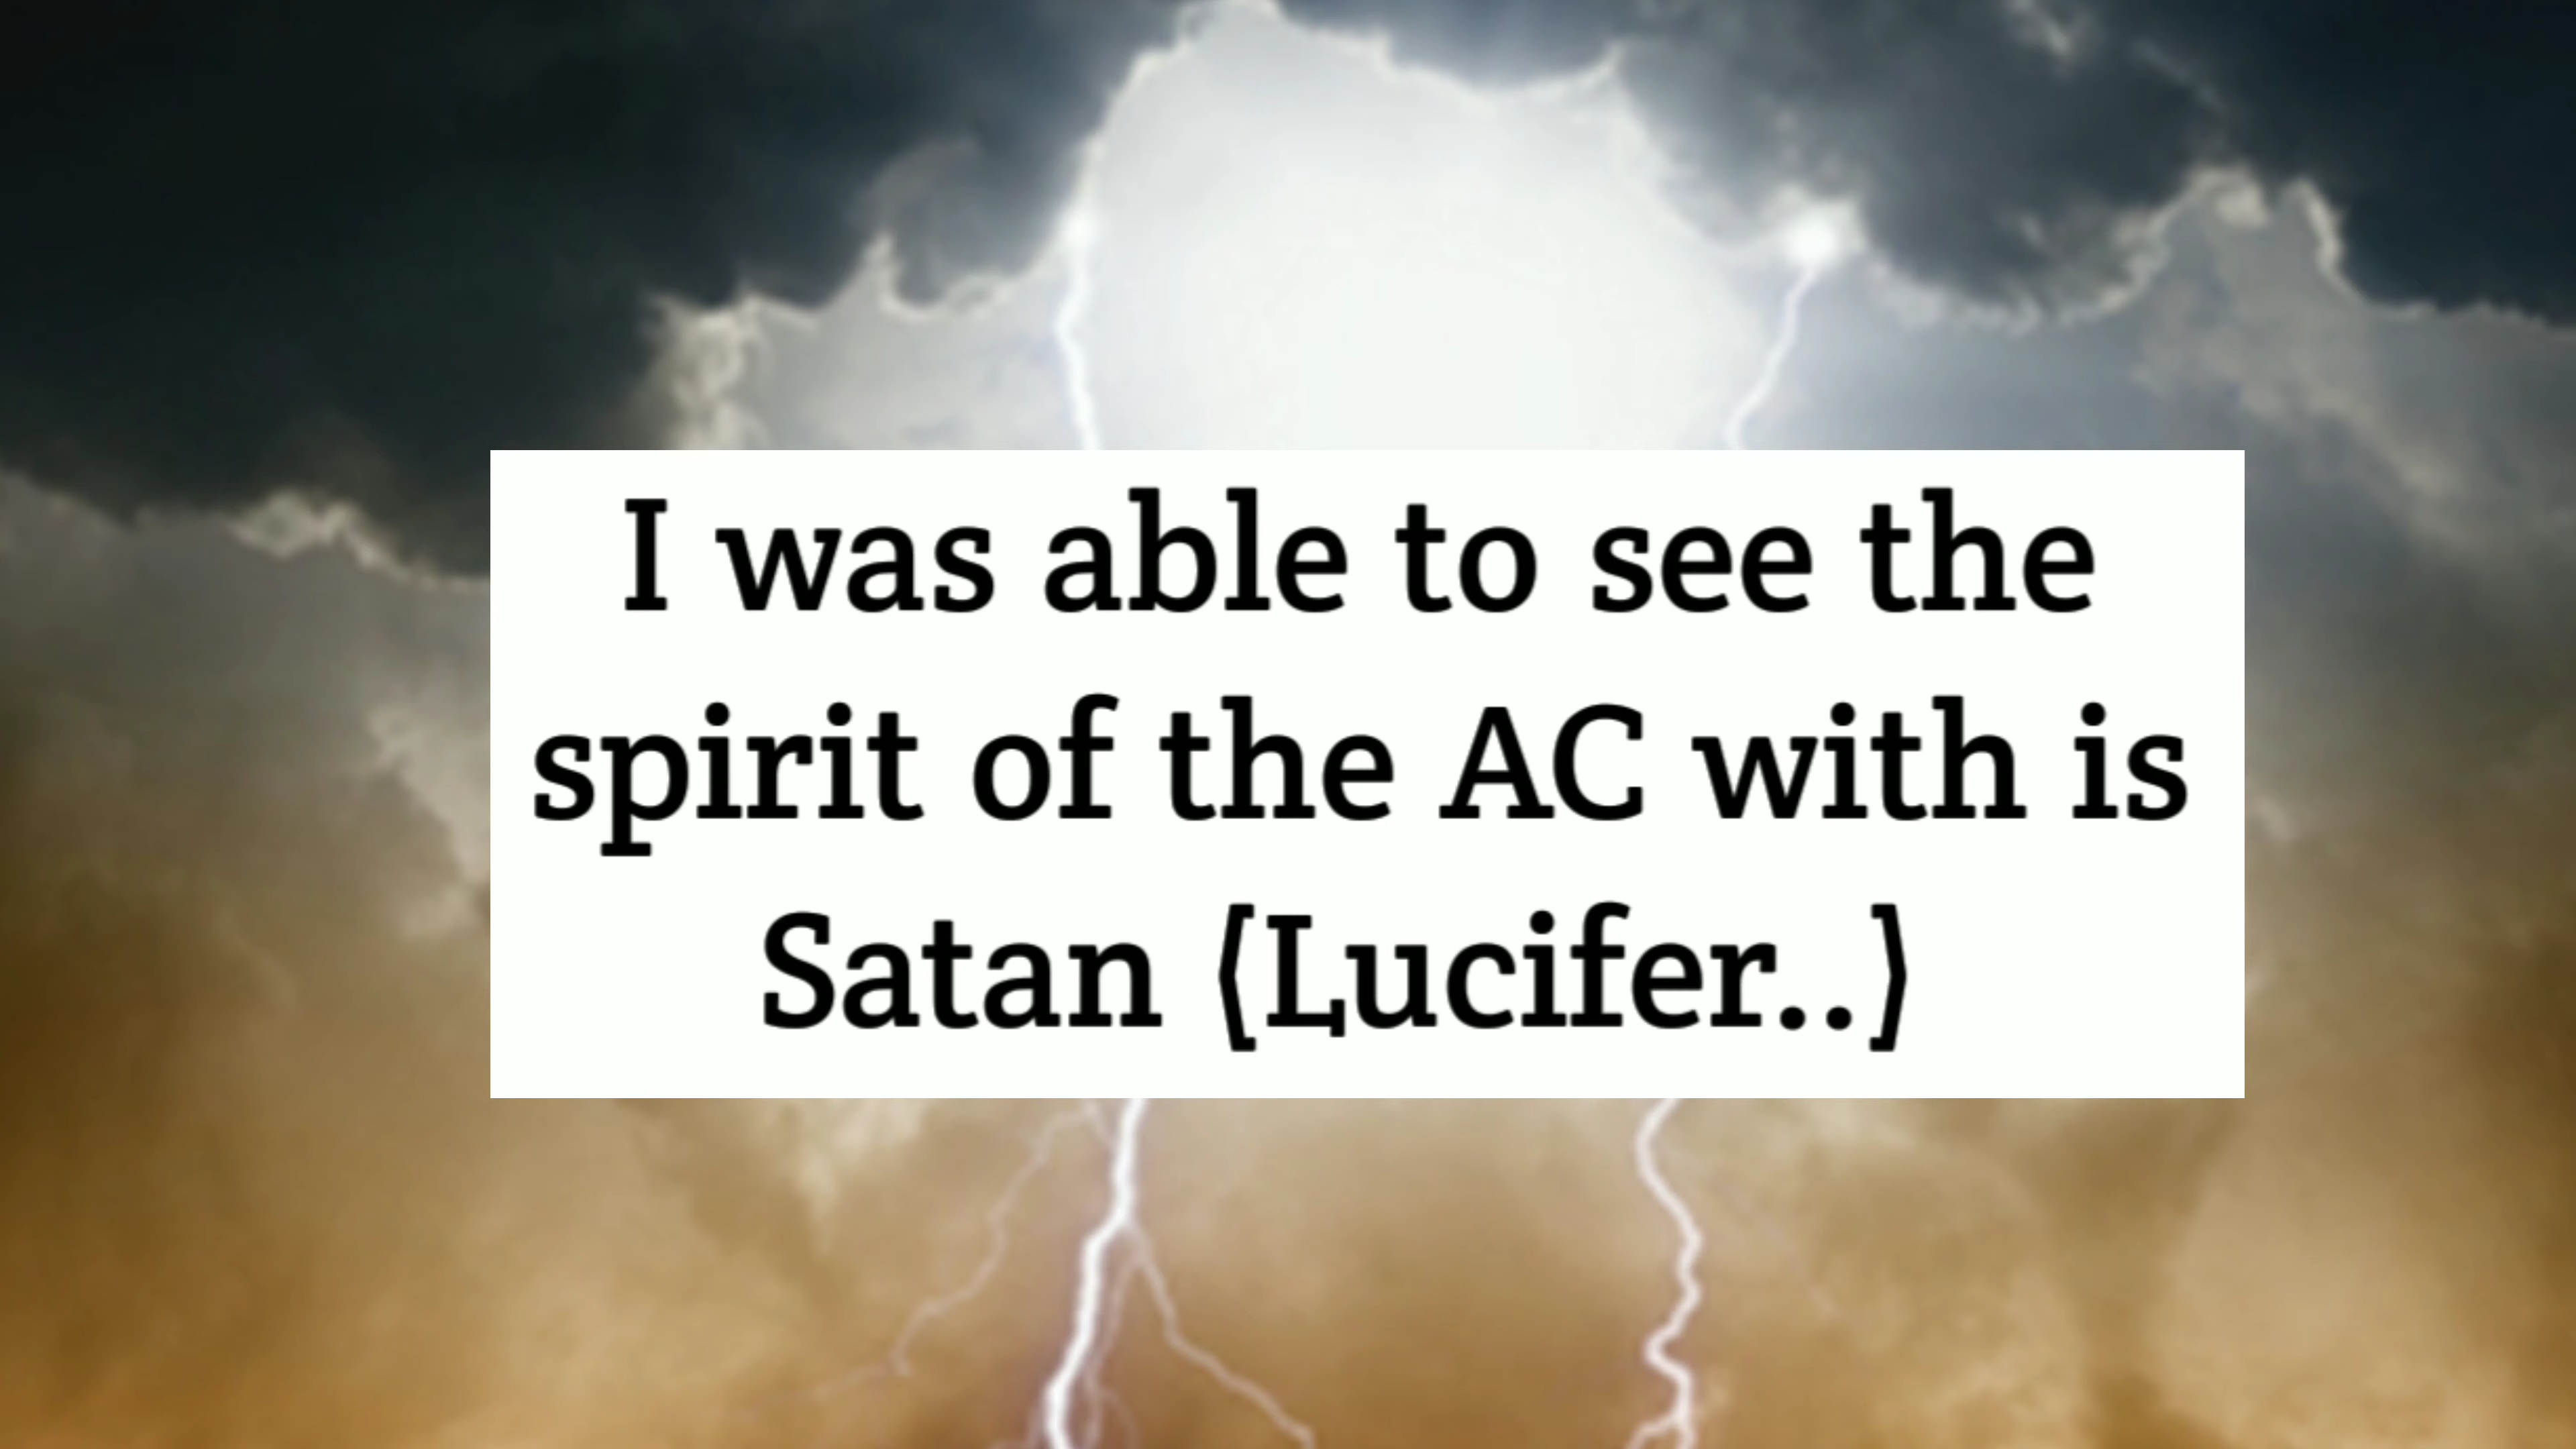 I was able to see the
spirit of the AC with is
Satan {Lucifer..}